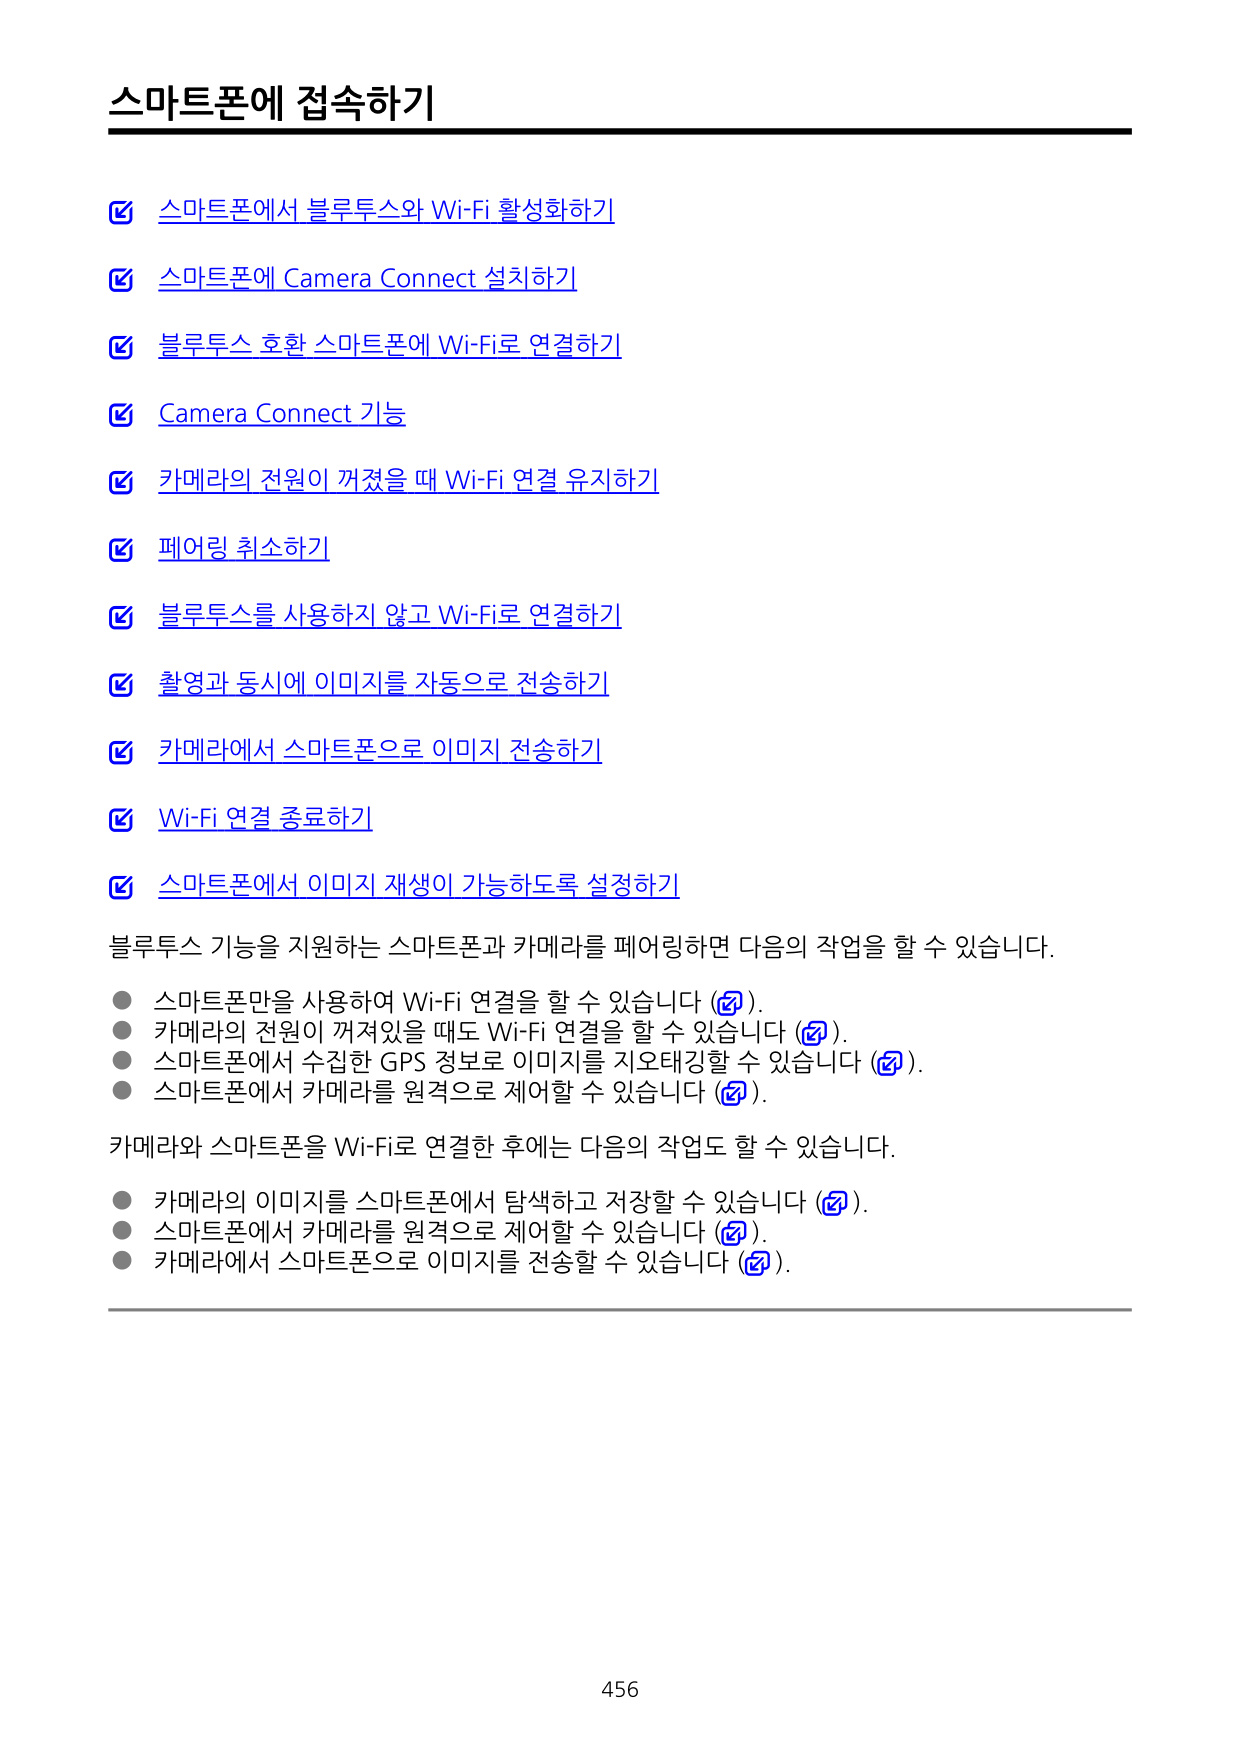 스마트폰에 접속하기
스마트폰에서 블루투스와 Wi-Fi 활성화하기
스마트폰에 Camera Connect 설치하기
블루투스 호환 스마트폰에 Wi-Fi로 연결하기
Camera Connect 기능
카메라의 전원이 꺼졌을 때 Wi-Fi 연결 유지하기
페어링 취소하기
블루투스를 사용하지 않고 Wi-Fi로 연결하기
촬영과 동시에 이미지를 자동으로 전송하기
카메라에서 스마트폰으로 이미지 전송하기
Wi-Fi 연결 종료하기
스마트폰에서 이미지 재생이 가능하도록 설정하기
블루투스 기능을 지원하는 스마트폰과 카메라를 페어링하면 다음의 작업을 할 수 있습니다.
● 스마트폰만을 사용하여 Wi-Fi 연결을 할 수 있습니다 ( ).
● 카메라의 전원이 꺼져있을 때도 Wi-Fi 연결을 할 수 있습니다 ( ).
● 스마트폰에서 수집한 GPS 정보로 이미지를 지오태깅할 수 있습니다 ( ).
● 스마트폰에서 카메라를 원격으로 제어할 수 있습니다 ( ).
카메라와 스마트폰을 Wi-Fi로 연결한 후에는 다음의 작업도 할 수 있습니다.
● 카메라의 이미지를 스마트폰에서 탐색하고 저장할 수 있습니다 ( ).
● 스마트폰에서 카메라를 원격으로 제어할 수 있습니다 ( ).
● 카메라에서 스마트폰으로 이미지를 전송할 수 있습니다 ( ).
456